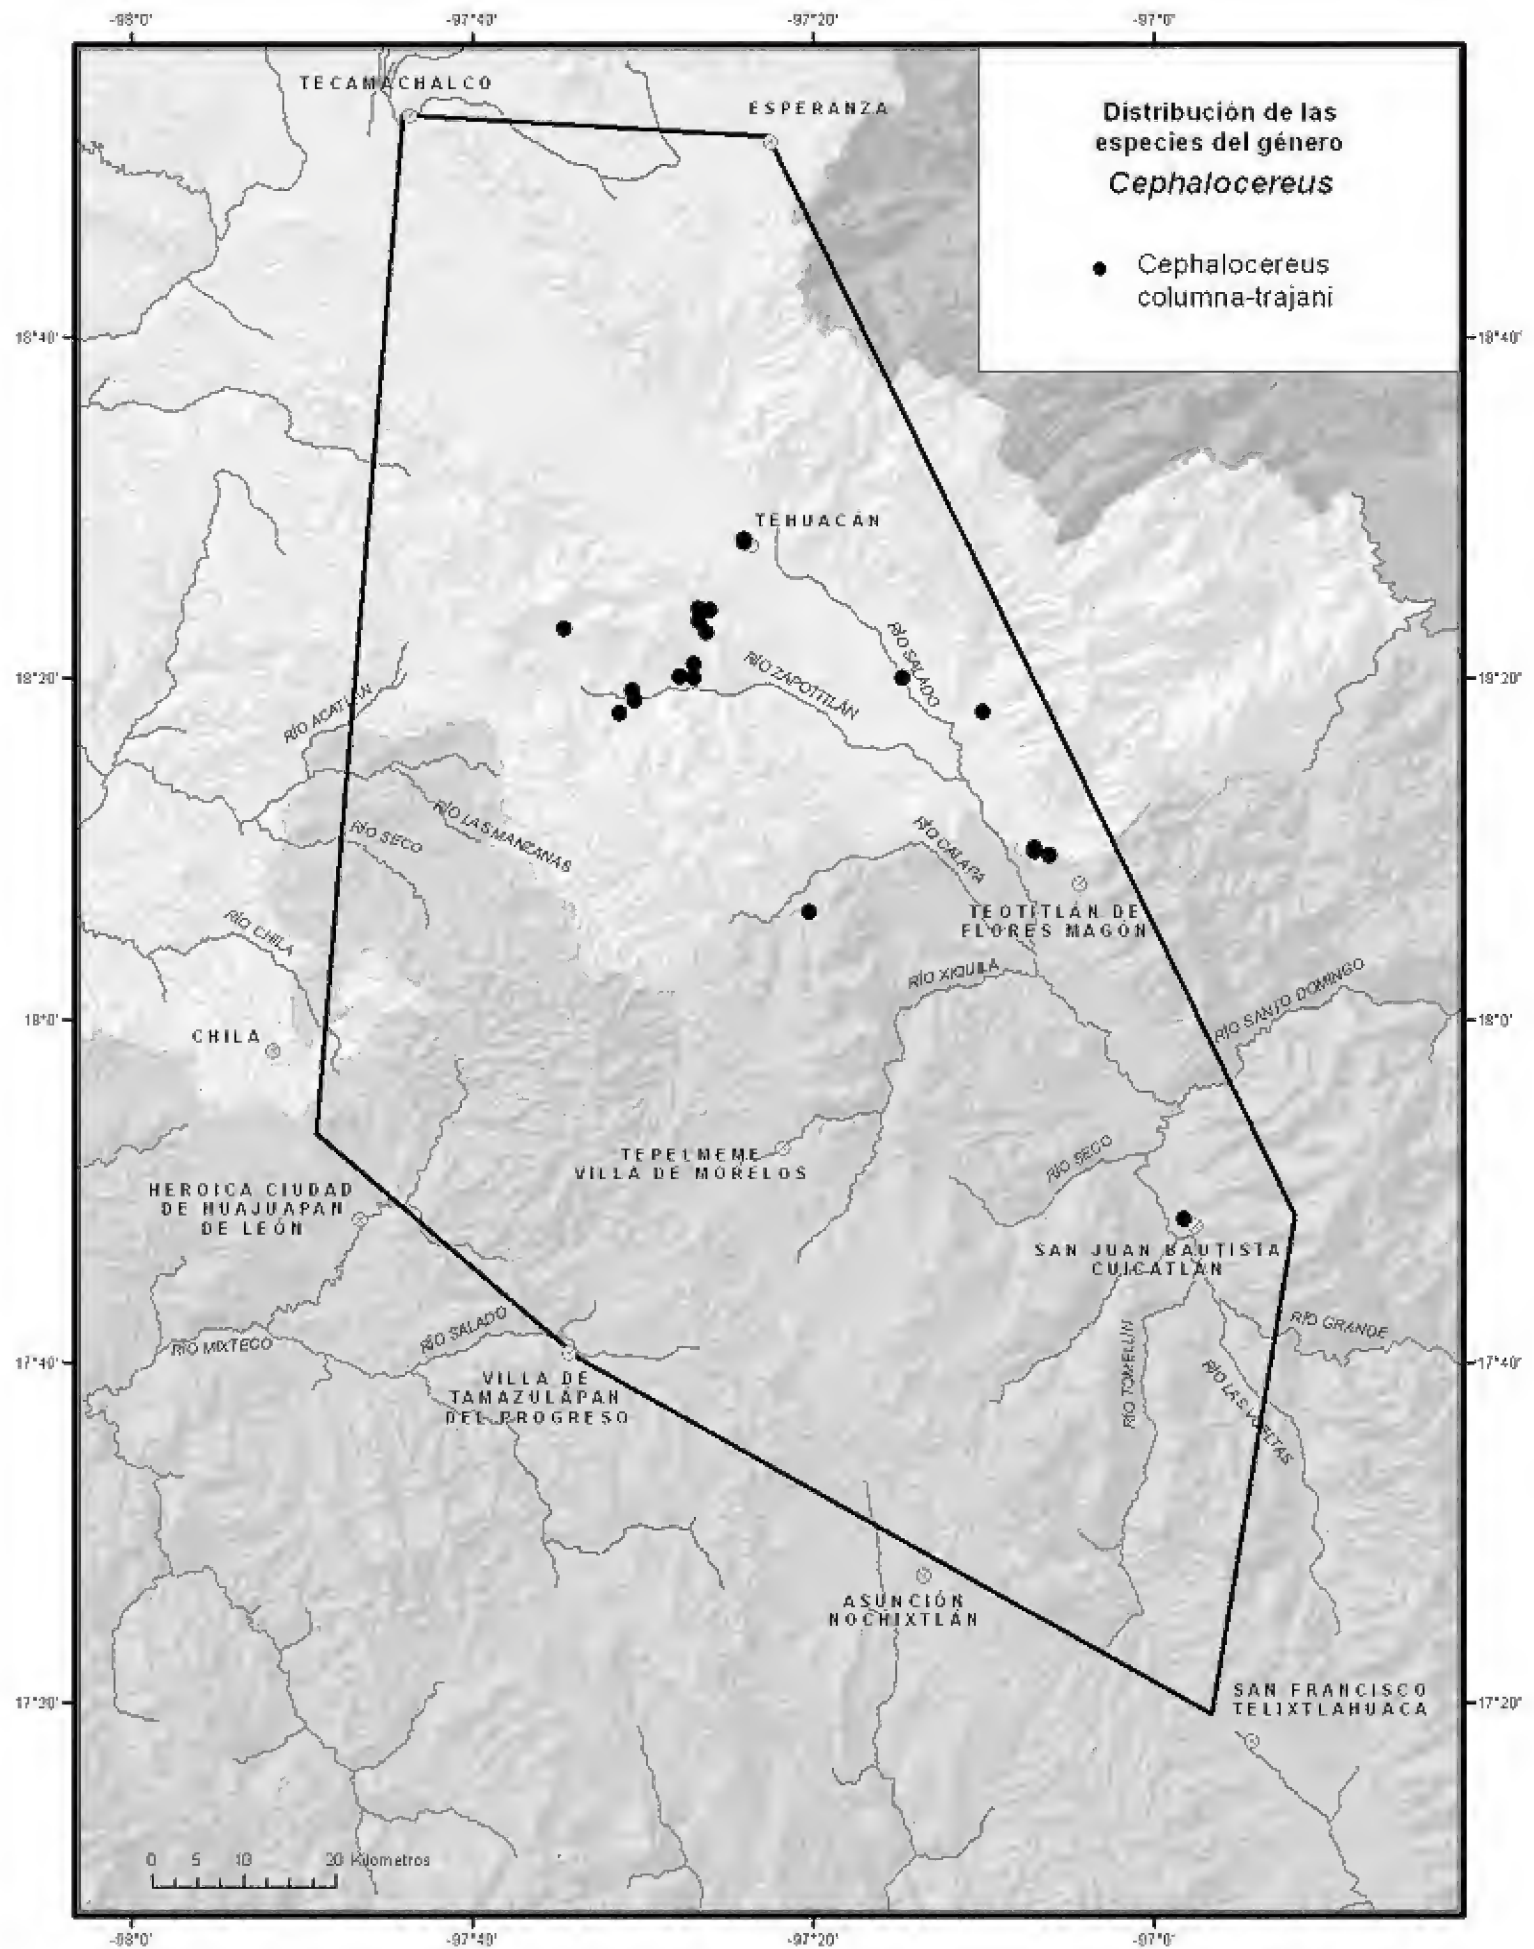 -98°0' -97°40' -97°20' -97°0'
TECAMACHALCO
ESPERANZA
Distribución de las
especies del género
Cephalocereus
Cephalocereus
columna-trajani
18°40' 18°40'
TEHUACÁN
RÍO SALADO
RÍO ZAPOTITLÁN
18°20' 18°20'
RÍO ACATLÁN
RÍO LAS MANZANAS
RÍO SECO
RÍO CALAPA
TEOTITLÁN DE
FLORES MAGÓN
RÍO CHILA
RÍO XIQUILA
RÍO SANTO DOMINGO
18°0' 18°0'
CHILA
TEPELMEME
VILLA DE MORELOS
RÍO SECO
HEROICA CIUDAD
DE HUAJUAPAN
DE LEÓN
SAN JUAN BAUTISTA
CUICATLÁN
RÍO GRANDE
RÍO MIXTECO
RÍO SALADO
RÍO TOMELLÍN
RÍO LAS VUELTAS
17°40' 17°40'
VILLA DE
TAMAZULÁPAN
DEL PROGRESO
ASUNCIÓN
NOCHIXTLÁN
SAN FRANCISCO
TELIXTLAHUACA
17°20' 17°20'
0 5 10 20 Kilometros
-98°0' -97°40' -97°20' -97°0'